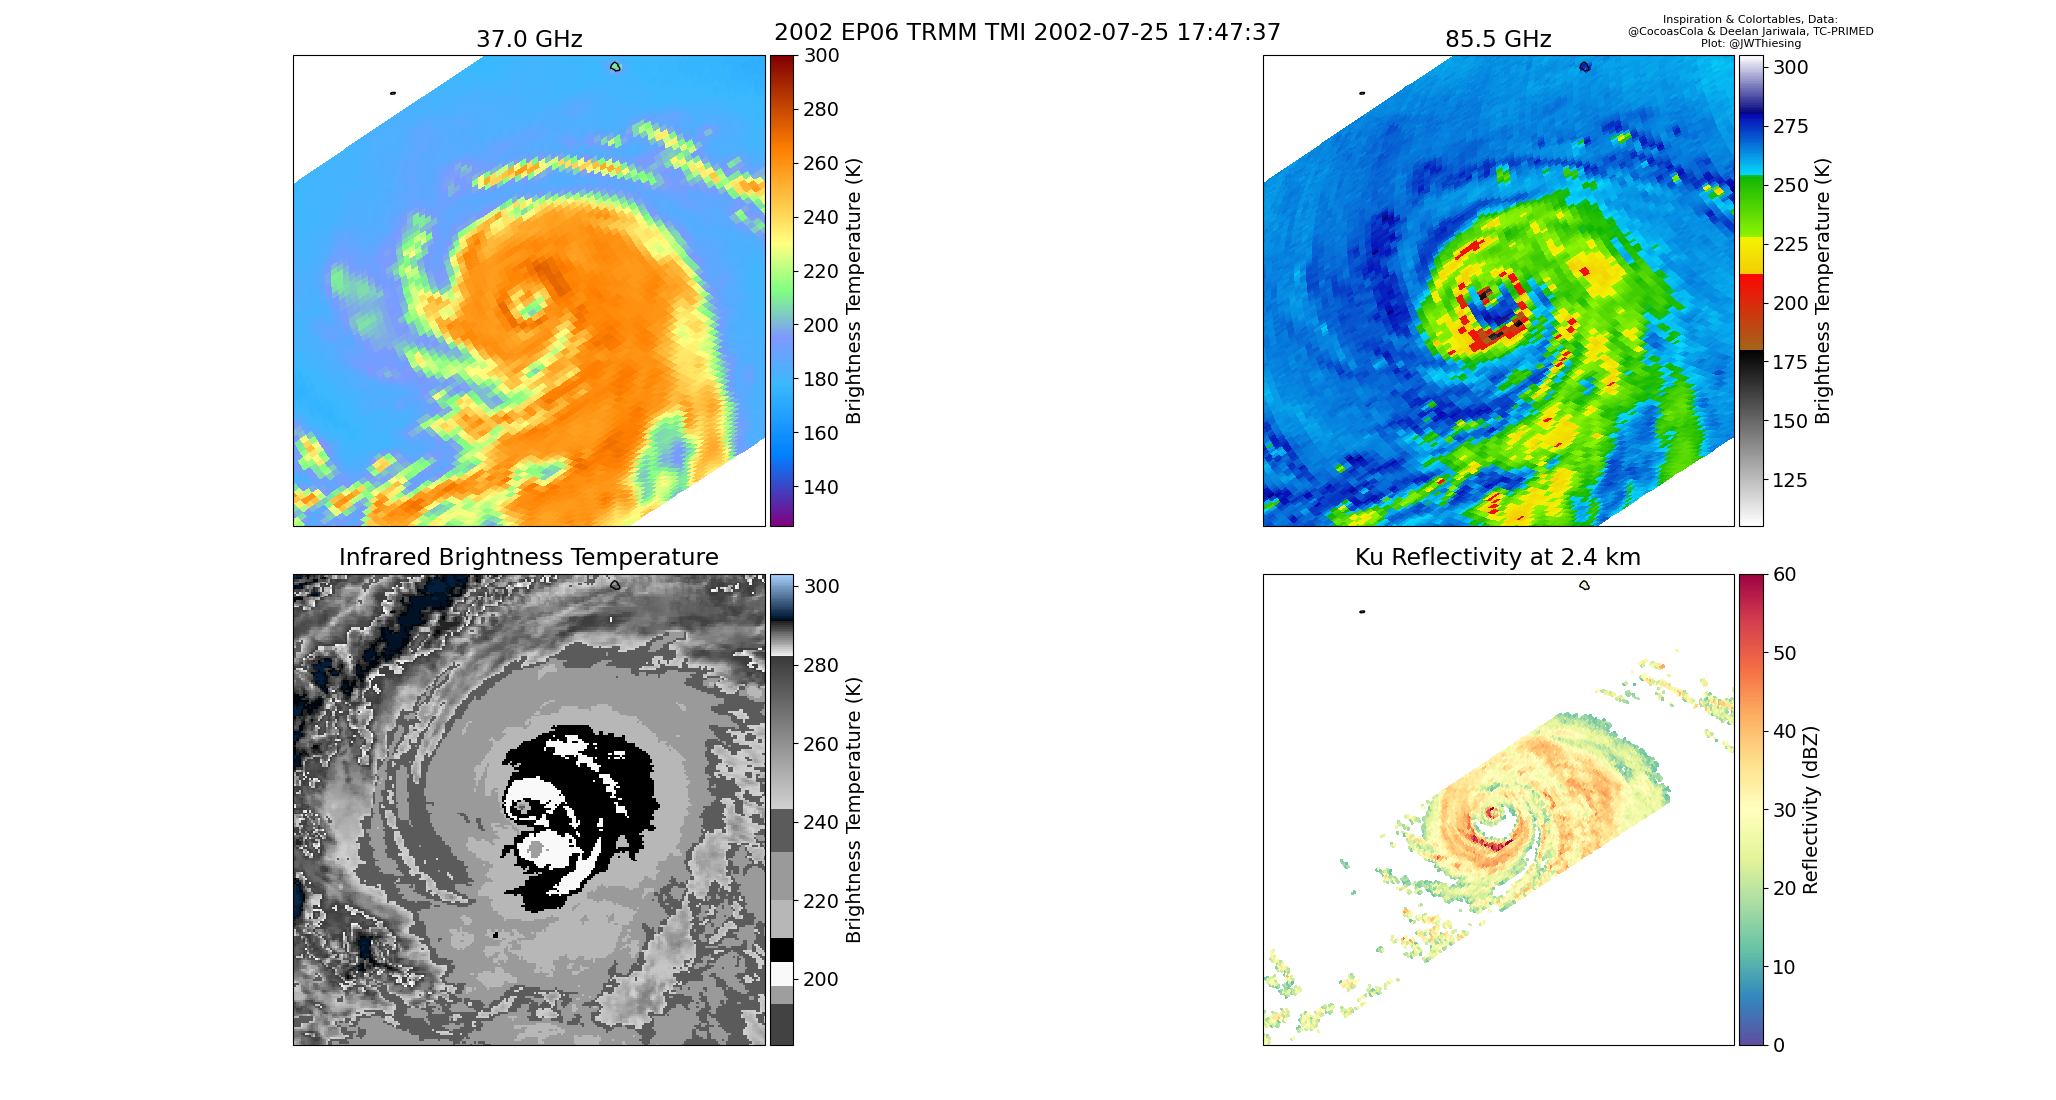 2002 EP06 TRMM TMI 2002-07-25 17:47:37
Inspiration & Colortables, Data:
@CocoasCola & Deelan Jariwala, TC-PRIMED
Plot: @JWThiesing
37.0 GHz
300
280
260
240
220
200
180
160
140
Brightness Temperature (K)
85.5 GHz
300
275
250
225
200
175
150
125
Brightness Temperature (K)
Infrared Brightness Temperature
300
280
260
240
220
200
Brightness Temperature (K)
Ku Reflectivity at 2.4 km
60
50
40
30
20
10
0
Reflectivity (dBZ)